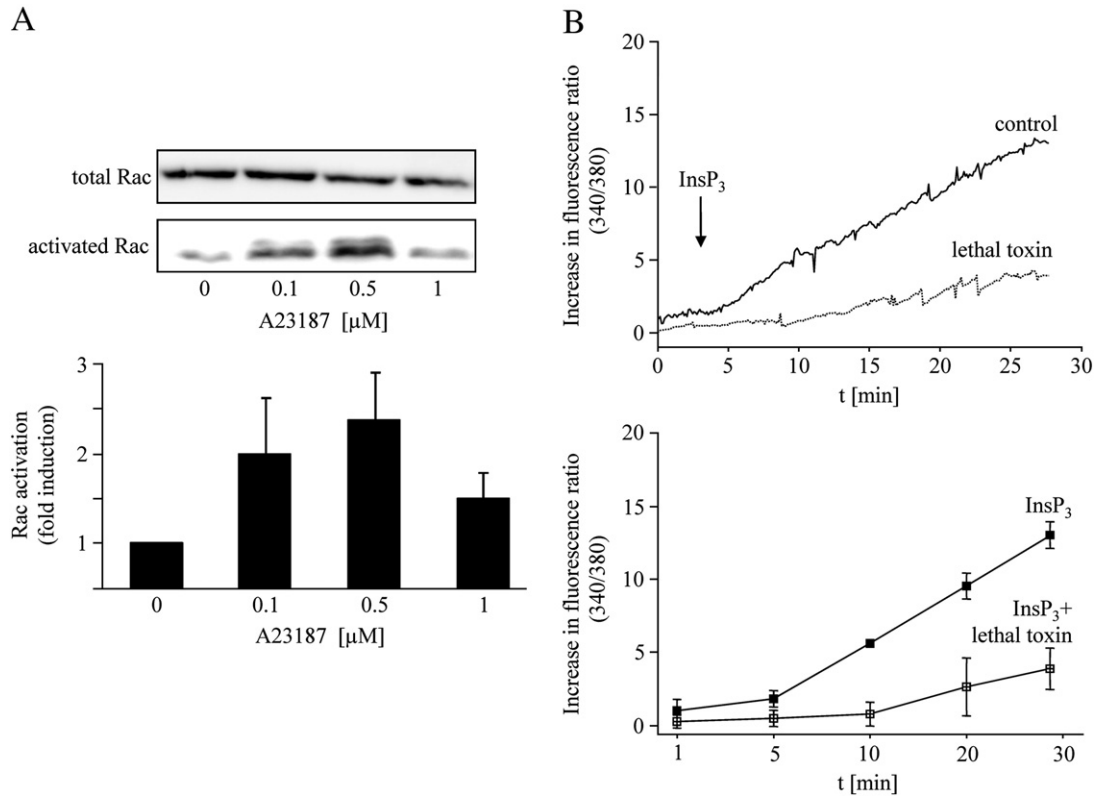 A
total Rac
activated Rac
0 0.1 0.5 1
A23187 [μM]
3
2
1
Rac activation
(fold induction)
0 0.1 0.5 1
A23187 [μM]
B
20
15
10
5
0
Increase in fluorescence ratio
(340/380)
InsP3
control
lethal toxin
0 5 10 15 20 25 30
t [min]
20
15
10
5
0
Increase in fluorescence ratio
(340/380)
InsP3
InsP3+
lethal toxin
1 5 10 20 30
t [min]